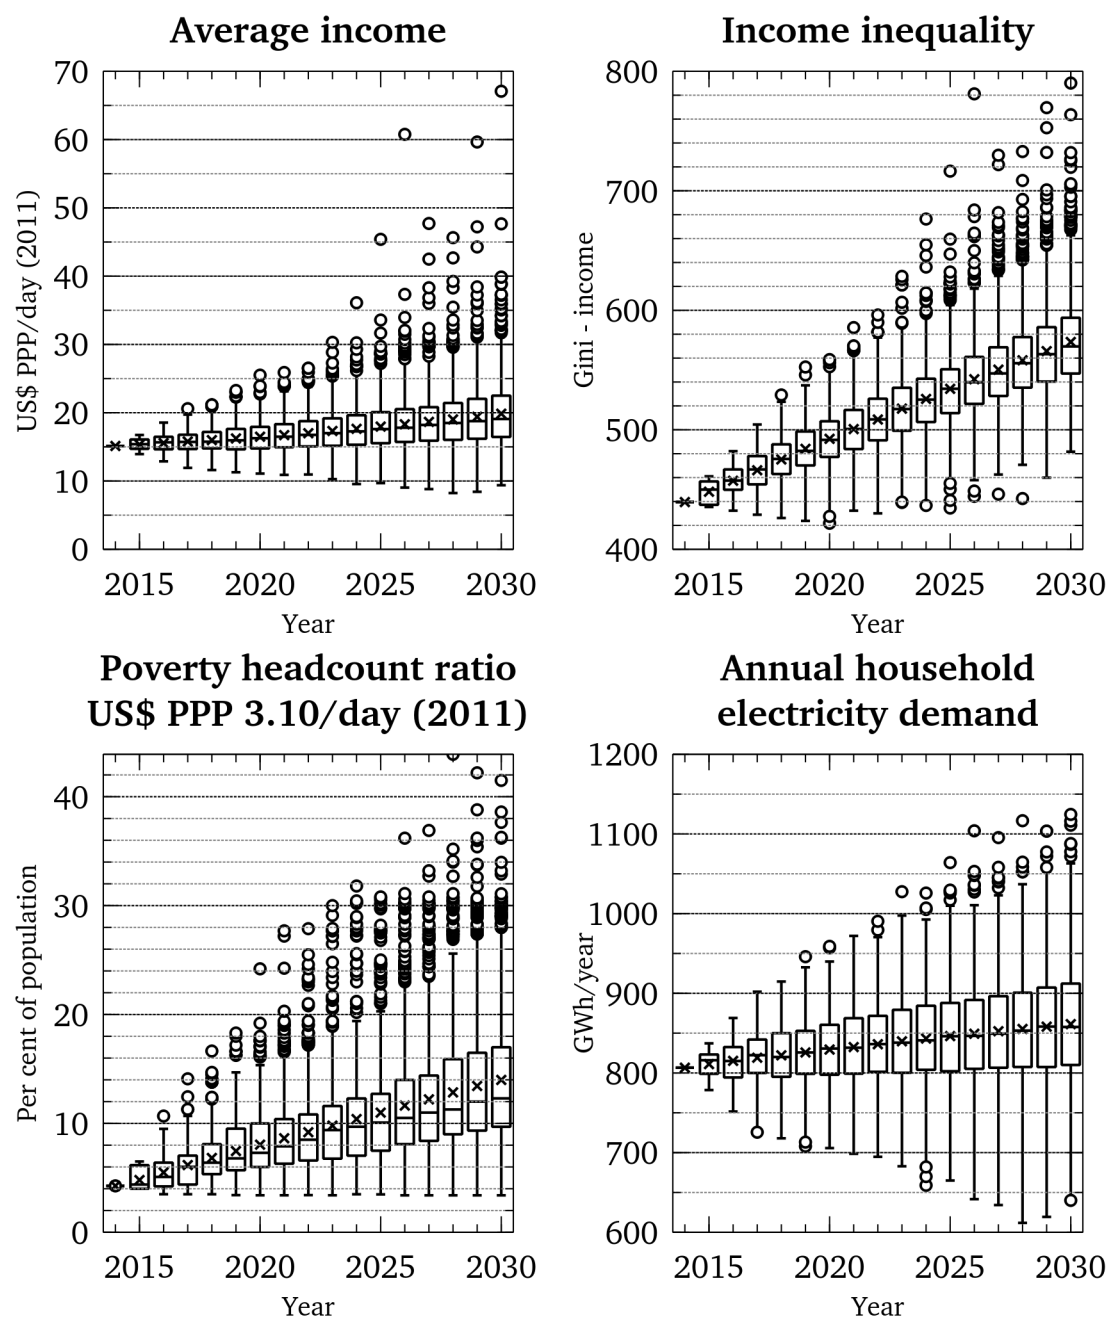 Average income
70
60
50
40
30
20
10
0
US$ PPP/day (2011)
2015 2020 2025 2030
Year
Income inequality
800
700
600
500
400
Gini - income
2015 2020 2025 2030
Year
Poverty headcount ratio
US$ PPP 3.10/day (2011)
40
30
20
10
0
Per cent of population
2015 2020 2025 2030
Year
Annual household
electricity demand
1200
1100
1000
900
800
700
600
GWh/year
2015 2020 2025 2030
Year